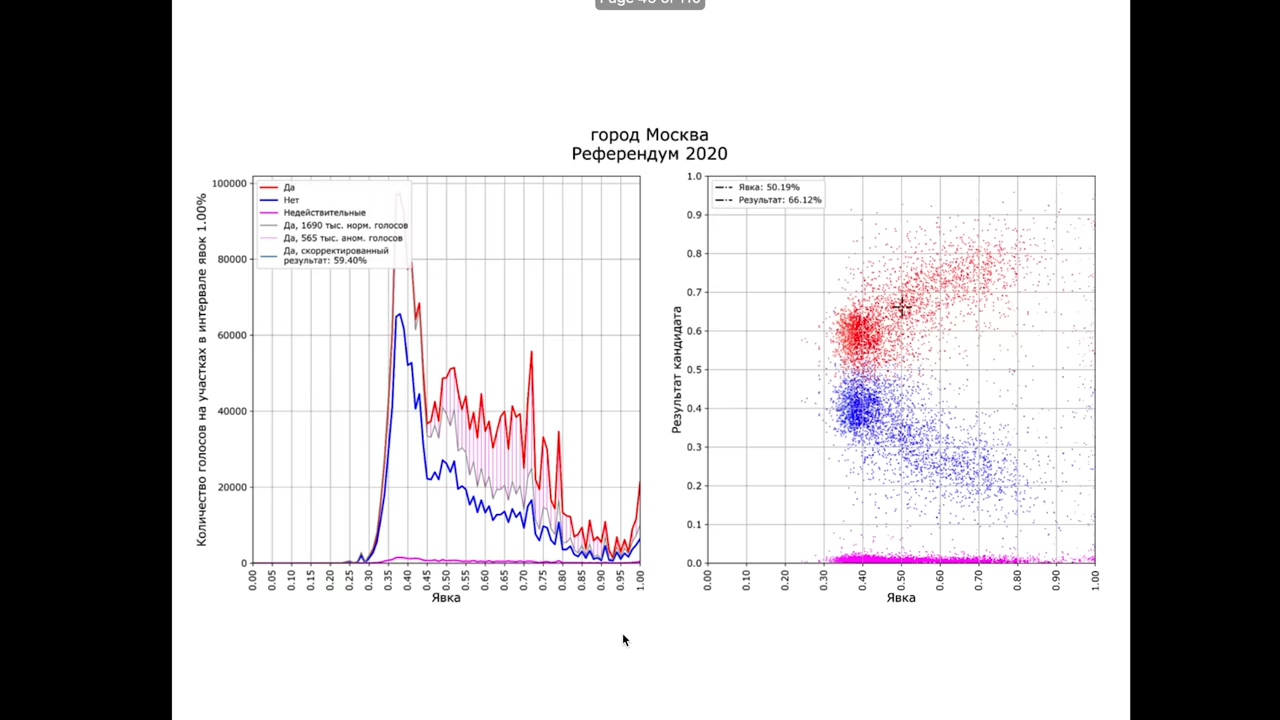 город Москва
Референдум 2020
Количество голосов на участках в интервале явок 1.00%
100000
80000
60000
40000
20000
0
Да
Нет
Недействительные
Да, 1690 тыс. норм. голосов
Да, 565 тыс. аном. голосов
Да, скорректированный
результат: 59.40%
0.00 0.05 0.10 0.15 0.20 0.25 0.30 0.35 0.40 0.45 0.50 0.55 0.60 0.65 0.70 0.75 0.80 0.85 0.90 0.95 1.00
Явка
Результат кандидата
1.0
0.9
0.8
0.7
0.6
0.5
0.4
0.3
0.2
0.1
0.0
Явка: 50.19%
Результат: 66.12%
0.00 0.10 0.20 0.30 0.40 0.50 0.60 0.70 0.80 0.90 1.00
Явка